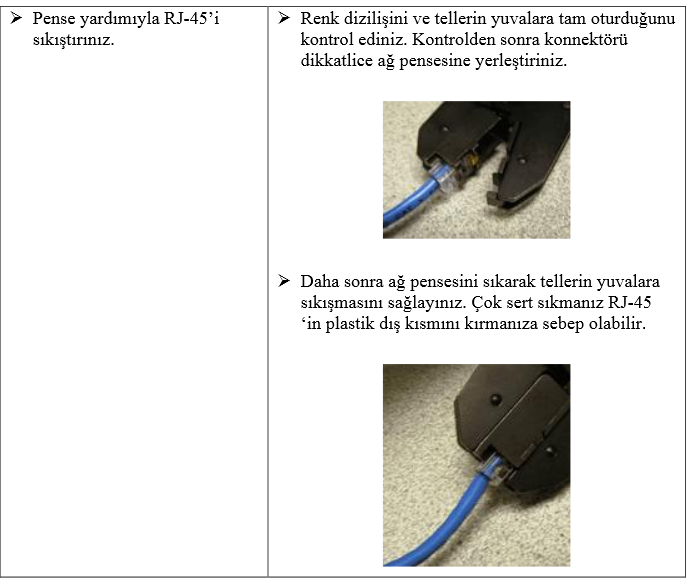 ➢ Pense yardımıyla RJ-45’i
sıkıştırınız.
➢ Renk dizilişini ve tellerin yuvalara tam oturduğunu
kontrol ediniz. Kontrolden sonra konnektörü
dikkatlice ağ pensesine yerleştiriniz.
➢ Daha sonra ağ pensesini sıkarak tellerin yuvalara
sıkışmasını sağlayınız. Çok sert sıkmanız RJ-45
‘in plastik dış kısmını kırmanıza sebep olabilir.